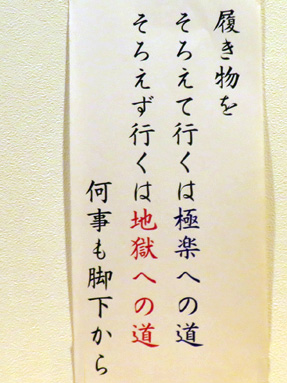 履き物を
そろえて行くは極楽への道
そろえず行くは地獄への道
何事も脚下から